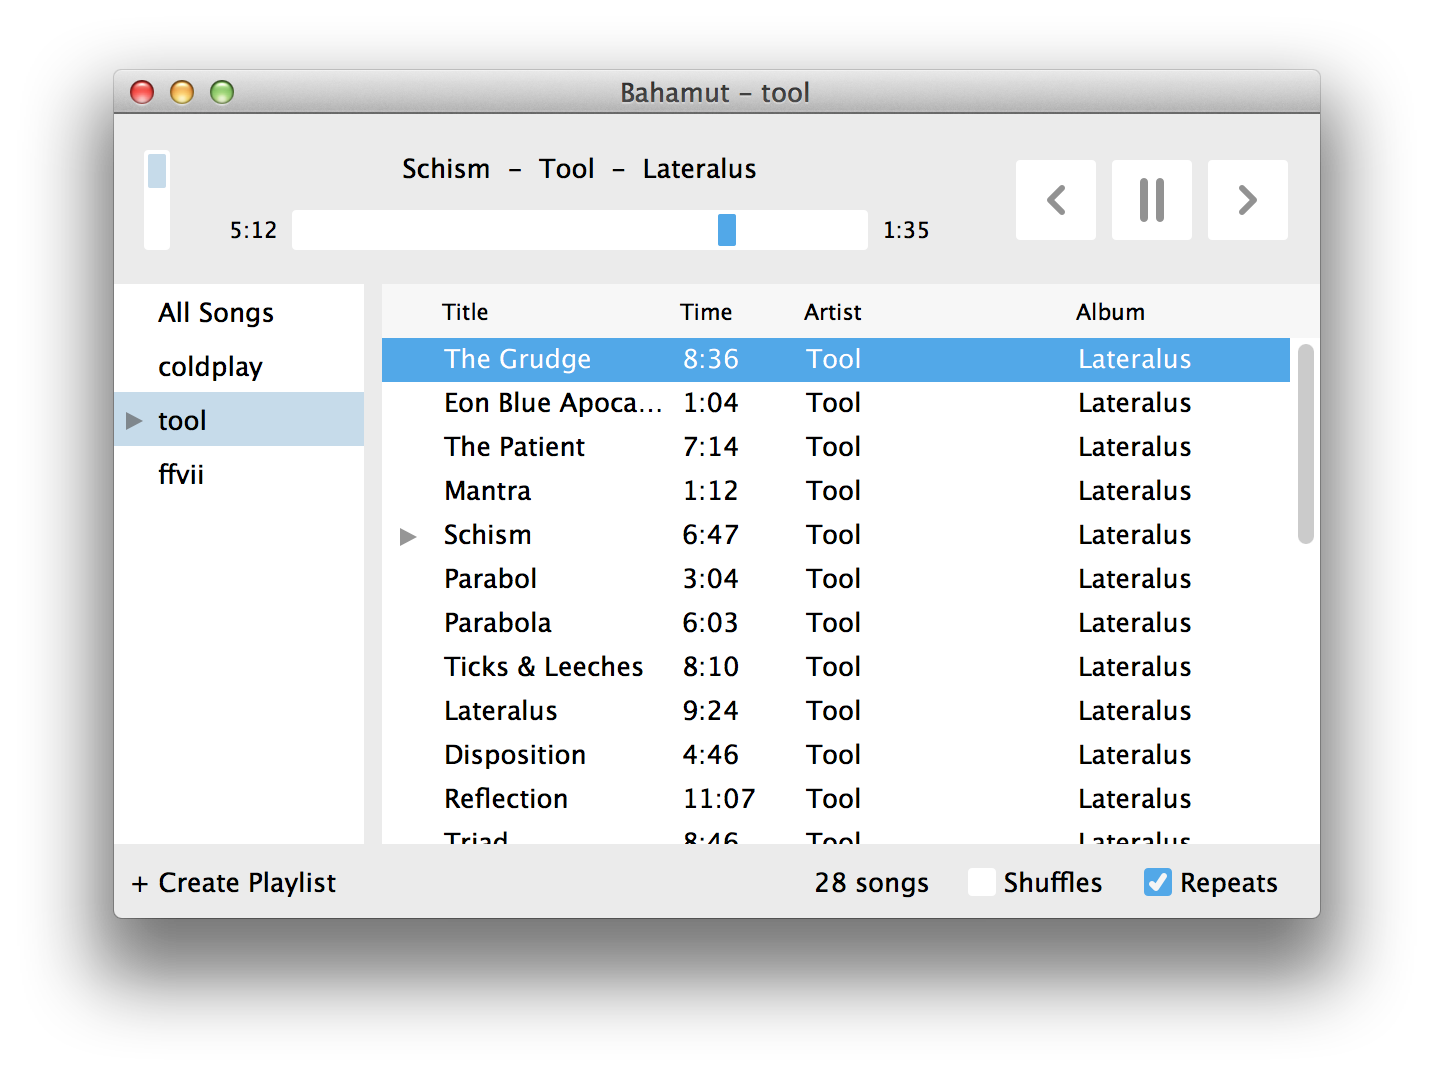 Bahamut – tool
Schism – Tool – Lateralus
5:12 1:35
All Songs
coldplay
tool
ffvii
Title Time Artist Album
The Grudge 8:36 Tool Lateralus
Eon Blue Apoca... 1:04 Tool Lateralus
The Patient 7:14 Tool Lateralus
Mantra 1:12 Tool Lateralus
Schism 6:47 Tool Lateralus
Parabol 3:04 Tool Lateralus
Parabola 6:03 Tool Lateralus
Ticks & Leeches 8:10 Tool Lateralus
Lateralus 9:24 Tool Lateralus
Disposition 4:46 Tool Lateralus
Reflection 11:07 Tool Lateralus
Triad 8:46 Tool Lateralus
+ Create Playlist 28 songs Shuffles Repeats